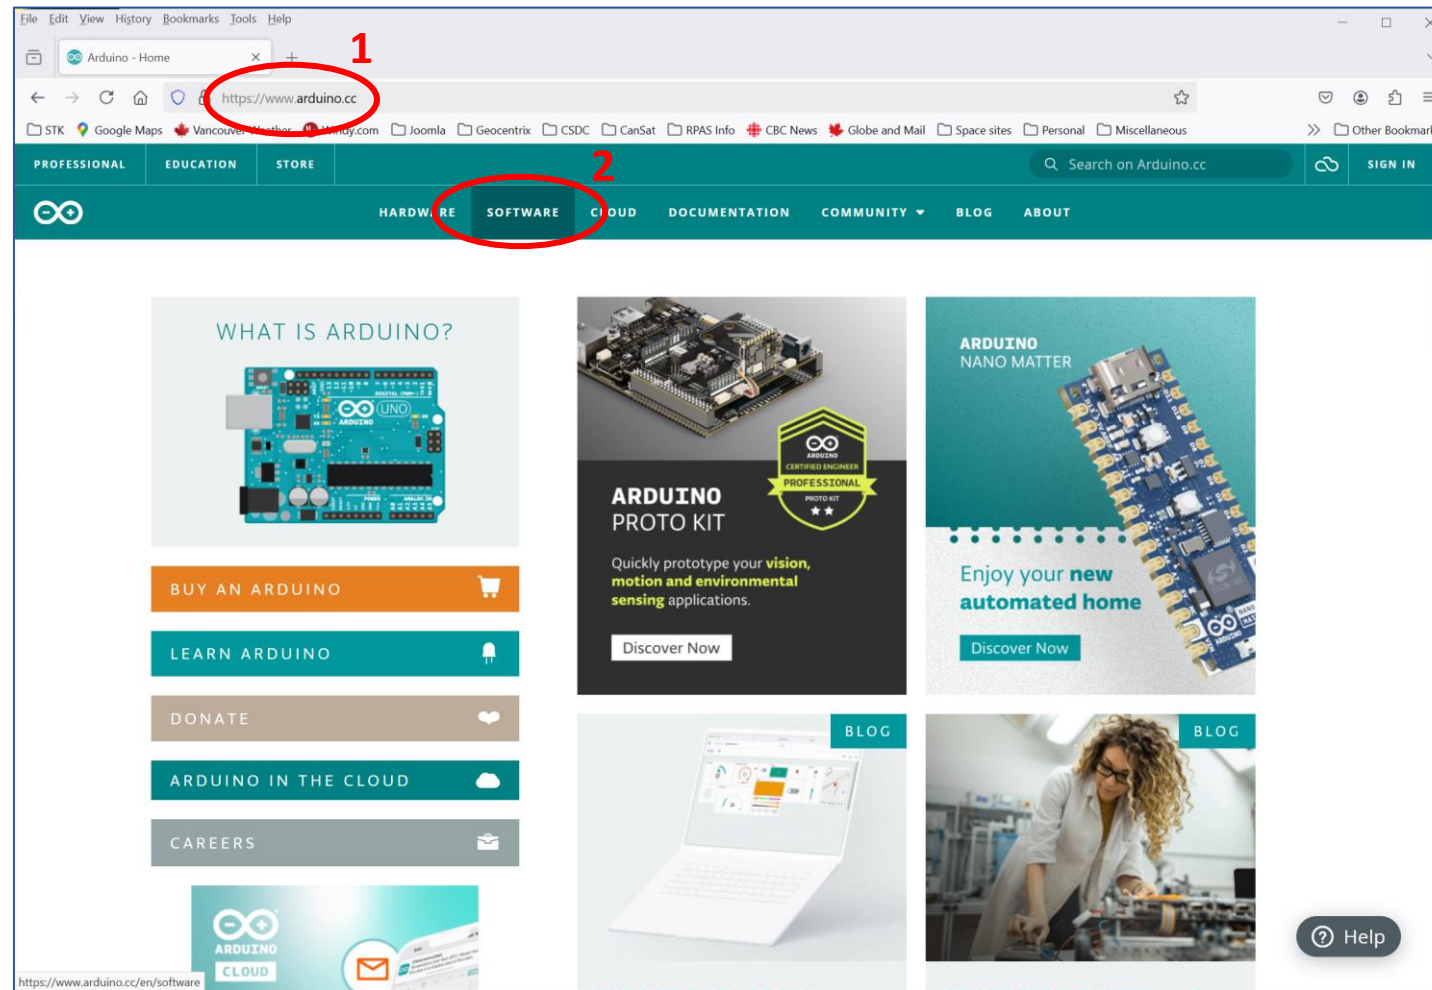 File Edit View History Bookmarks Tools Help
1
Arduino - Home
https://www.arduino.cc
STK Google Maps Vancouver Weather Windy.com Joomla Geocentrix CSDC CanSat RPAS Info CBC News Globe and Mail Space sites Personal Miscellaneous Other Bookmark
PROFESSIONAL EDUCATION STORE Search on Arduino.cc SIGN IN
2
HARDWARE SOFTWARE CLOUD DOCUMENTATION COMMUNITY BLOG ABOUT
WHAT IS ARDUINO?
UNO
ARDUINO
BUY AN ARDUINO
LEARN ARDUINO
DONATE
ARDUINO IN THE CLOUD
CAREERS
ARDUINO
CLOUD
ARDUINO
CERTIFIED ENGINEER
PROFESSIONAL
PROTO KIT
ARDUINO
PROTO KIT
Quickly prototype your vision,
motion and environmental
sensing applications.
Discover Now
ARDUINO
NANO MATTER
Enjoy your new
automated home
Discover Now
BLOG
BLOG
Help
https://www.arduino.cc/en/software